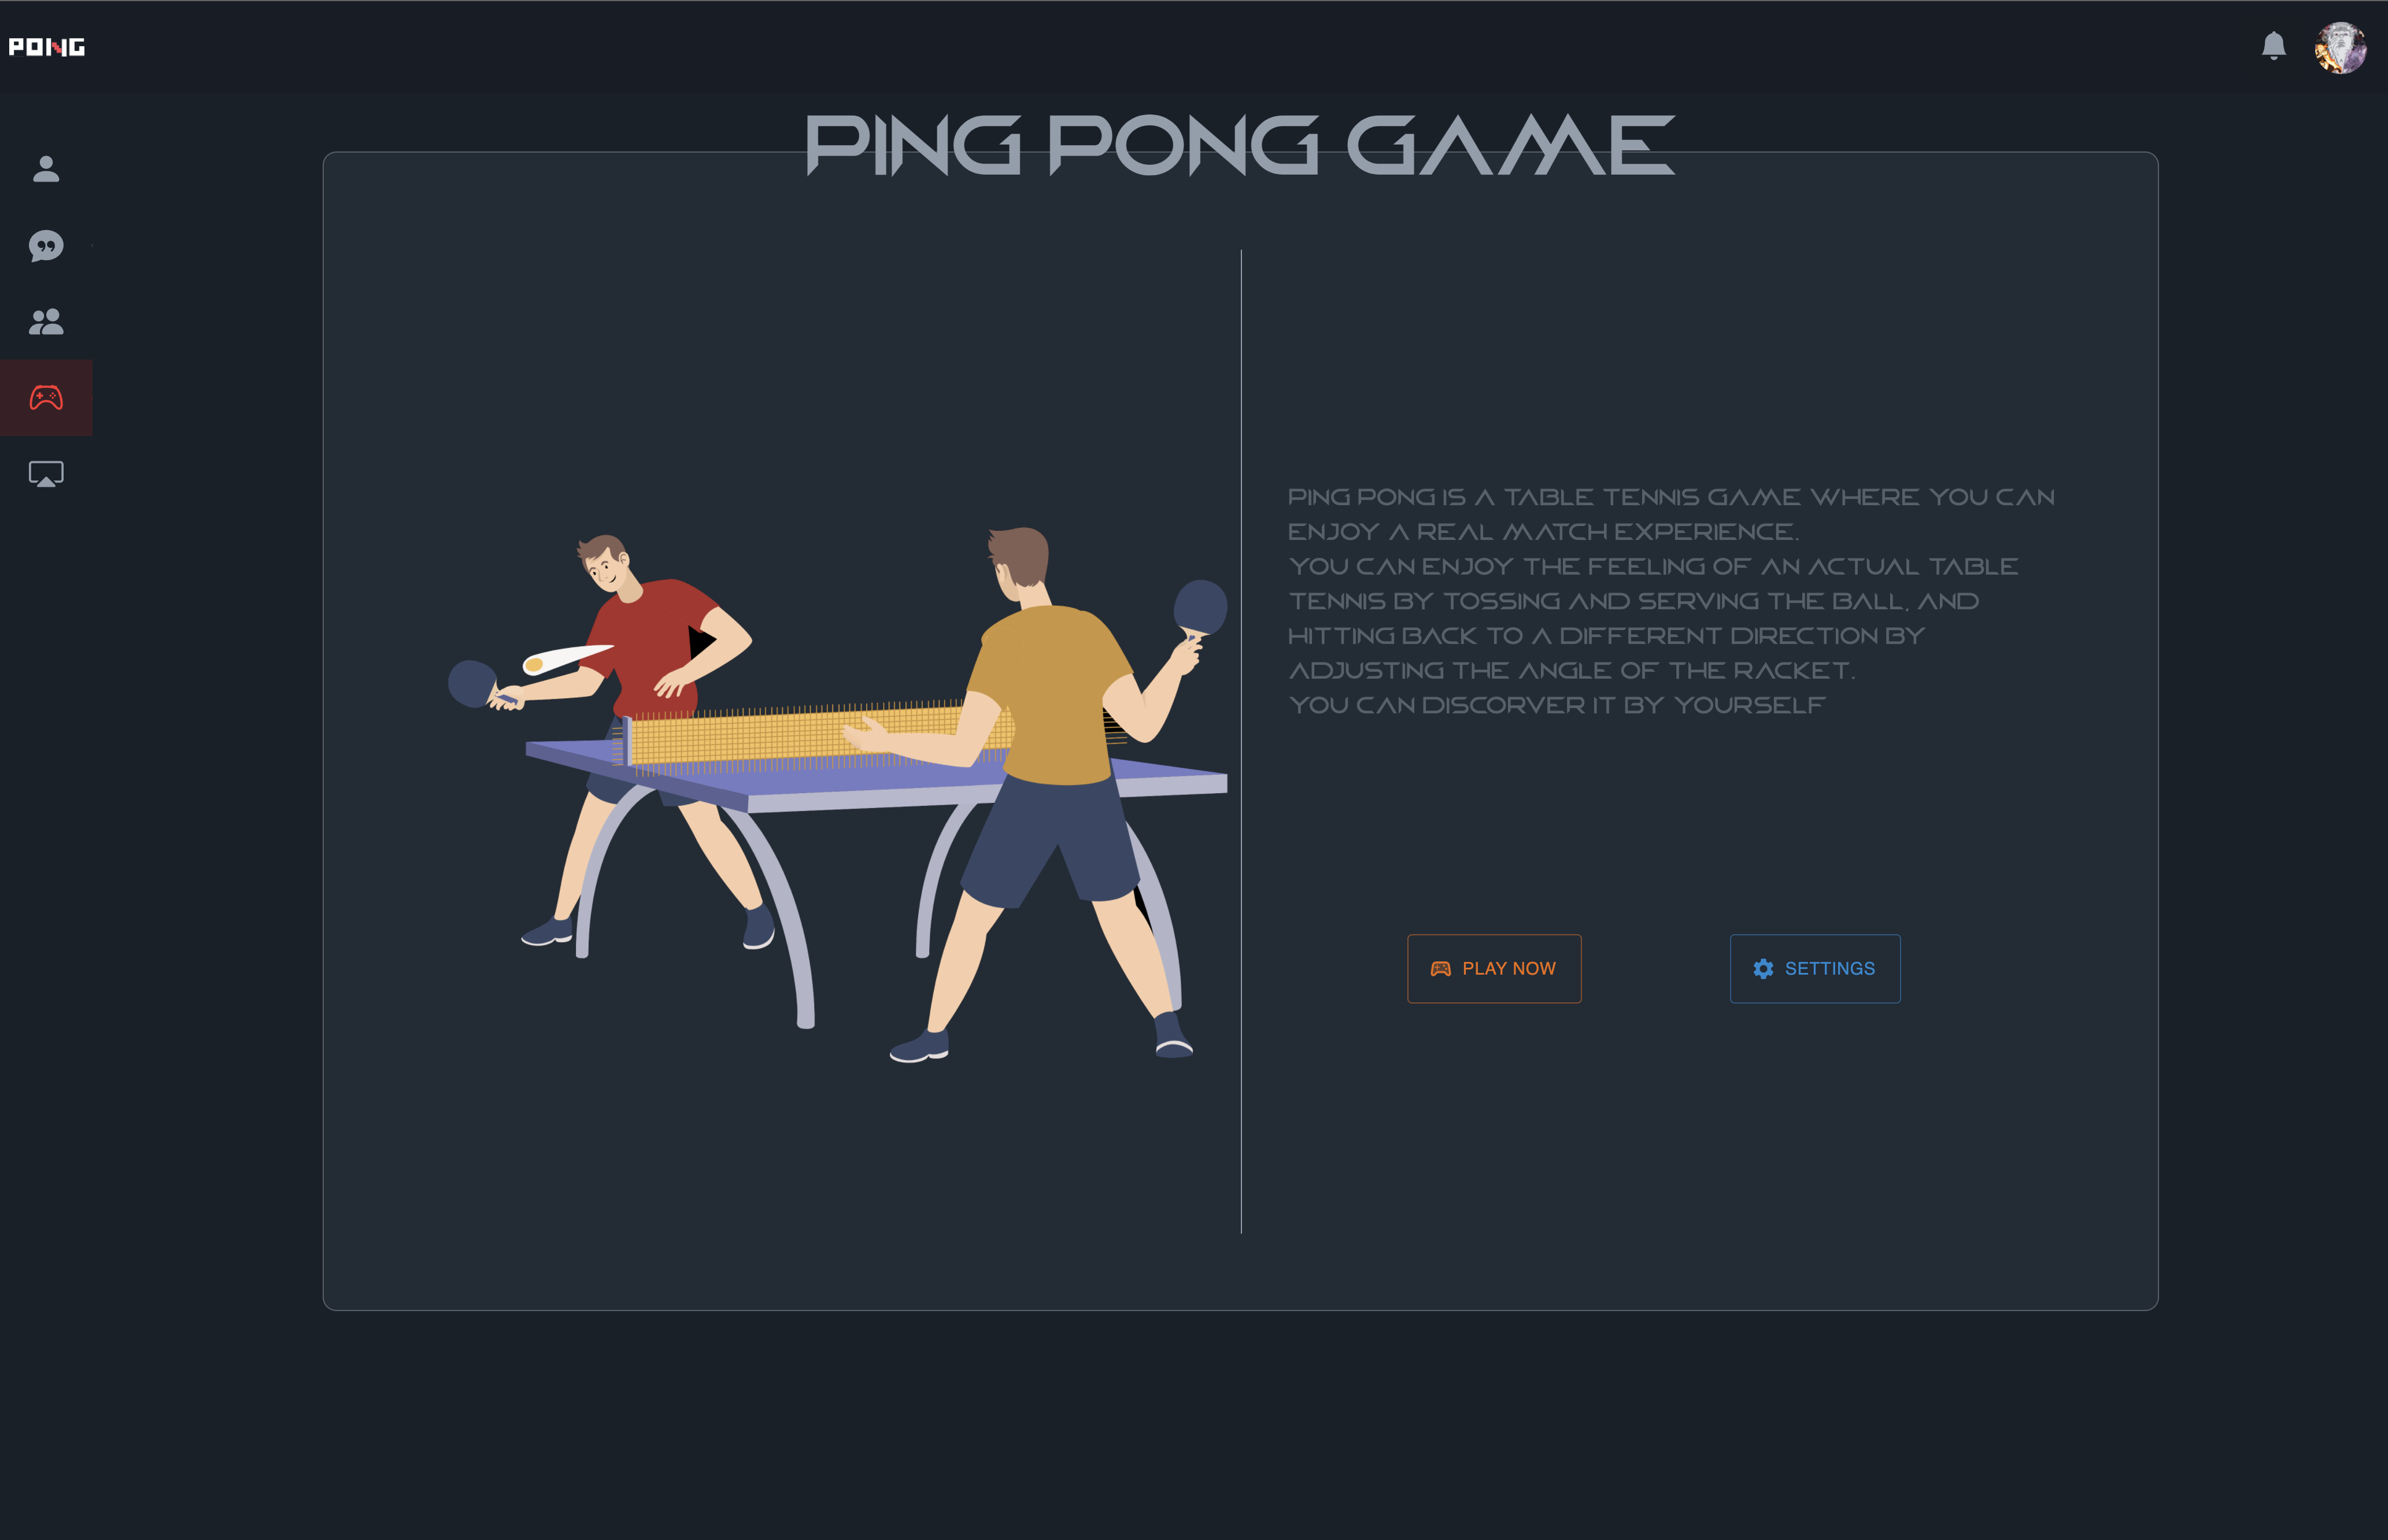 PONG
PING PONG GAME
PING PONG IS A TABLE TENNIS GAME WHERE YOU CAN
ENJOY A REAL MATCH EXPERIENCE.
YOU CAN ENJOY THE FEELING OF AN ACTUAL TABLE
TENNIS BY TOSSING AND SERVING THE BALL, AND
HITTING BACK TO A DIFFERENT DIRECTION BY
ADJUSTING THE ANGLE OF THE RACKET.
YOU CAN DISCORVER IT BY YOURSELF
PLAY NOW
SETTINGS